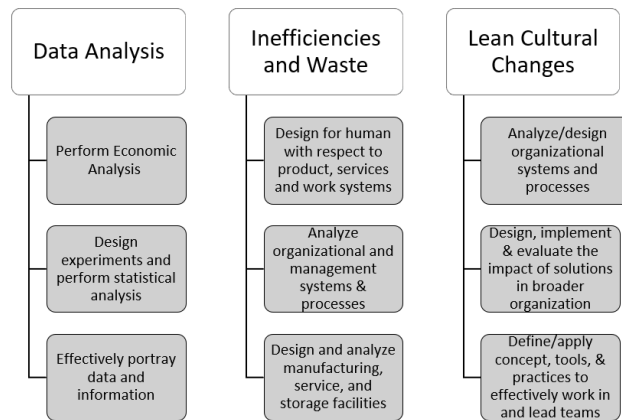 Data Analysis
Perform Economic
Analysis
Design
experiments and
perform statistical
analysis
Effectively portray
data and
information
Inefficiencies
and Waste
Design for human
with respect to
product, services
and work systems
Analyze
organizational and
management
systems &
processes
Design and analyze
manufacturing,
service, and
storage facilities
Lean Cultural
Changes
Analyze/design
organizational
systems and
processes
Design, implement
& evaluate the
impact of solutions
in broader
organization
Define/apply
concept, tools, &
practices to
effectively work in
and lead teams